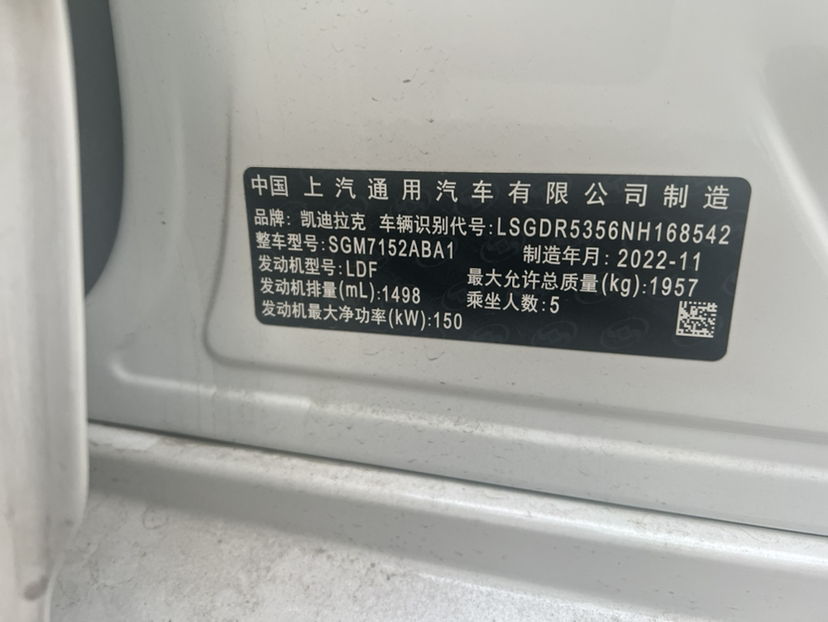 中国 上汽通用汽车有限公司制造
品牌: 凯迪拉克 车辆识别代号:LSGDR5356NH168542
整车型号:SGM7152ABA1 制造年月:2022-11
发动机型号:LDF 最大允许总质量(kg):1957
发动机排量(mL):1498 乘坐人数:5
发动机最大净功率(kW):150